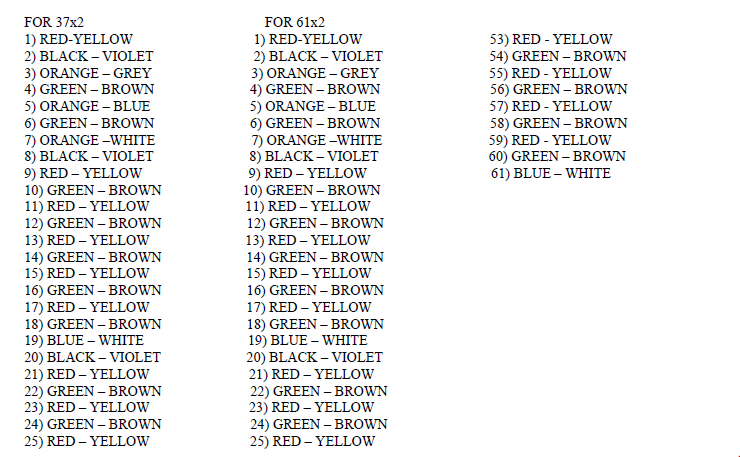 FOR 37x2
1) RED-YELLOW
2) BLACK – VIOLET
3) ORANGE – GREY
4) GREEN – BROWN
5) ORANGE – BLUE
6) GREEN – BROWN
7) ORANGE –WHITE
8) BLACK – VIOLET
9) RED – YELLOW
10) GREEN – BROWN
11) RED – YELLOW
12) GREEN – BROWN
13) RED – YELLOW
14) GREEN – BROWN
15) RED – YELLOW
16) GREEN – BROWN
17) RED – YELLOW
18) GREEN – BROWN
19) BLUE – WHITE
20) BLACK – VIOLET
21) RED – YELLOW
22) GREEN – BROWN
23) RED – YELLOW
24) GREEN – BROWN
25) RED – YELLOW
FOR 61x2
1) RED-YELLOW
2) BLACK – VIOLET
3) ORANGE – GREY
4) GREEN – BROWN
5) ORANGE – BLUE
6) GREEN – BROWN
7) ORANGE –WHITE
8) BLACK – VIOLET
9) RED – YELLOW
10) GREEN – BROWN
11) RED – YELLOW
12) GREEN – BROWN
13) RED – YELLOW
14) GREEN – BROWN
15) RED – YELLOW
16) GREEN – BROWN
17) RED – YELLOW
18) GREEN – BROWN
19) BLUE – WHITE
20) BLACK – VIOLET
21) RED – YELLOW
22) GREEN – BROWN
23) RED – YELLOW
24) GREEN – BROWN
25) RED – YELLOW
53) RED - YELLOW
54) GREEN – BROWN
55) RED - YELLOW
56) GREEN – BROWN
57) RED - YELLOW
58) GREEN – BROWN
59) RED - YELLOW
60) GREEN – BROWN
61) BLUE – WHITE